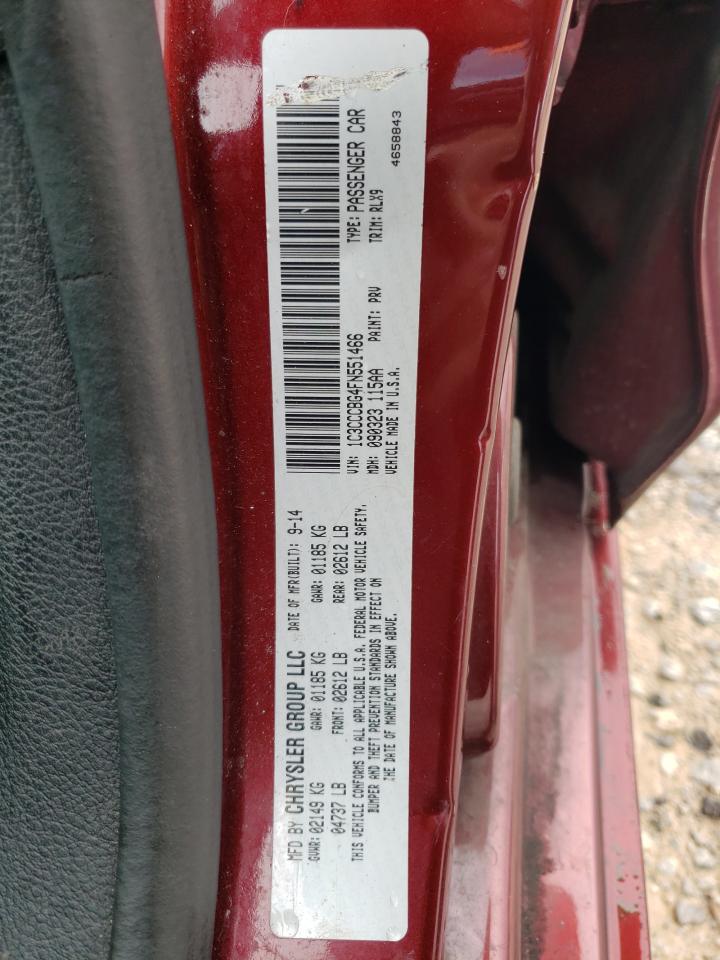 MFD BY CHRYSLER GROUP LLC
DATE OF MFR(BUILT): 9-14
GVWR: 02149 KG
GAWR: 01185 KG
GAWR: 01185 KG
04737 LB
FRONT: 02612 LB
REAR: 02612 LB
THIS VEHICLE CONFORMS TO ALL APPLICABLE U.S.A. FEDERAL MOTOR VEHICLE SAFETY,
BUMPER AND THEFT PREVENTION STANDARDS IN EFFECT ON
THE DATE OF MANUFACTURE SHOWN ABOVE.
VIN: 1C3CCCBG4FN551466
TYPE: PASSENGER CAR
MDH: 090323 115AA
PAINT: PRV
TRIM: RLX9
VEHICLE MADE IN U.S.A.
4658843